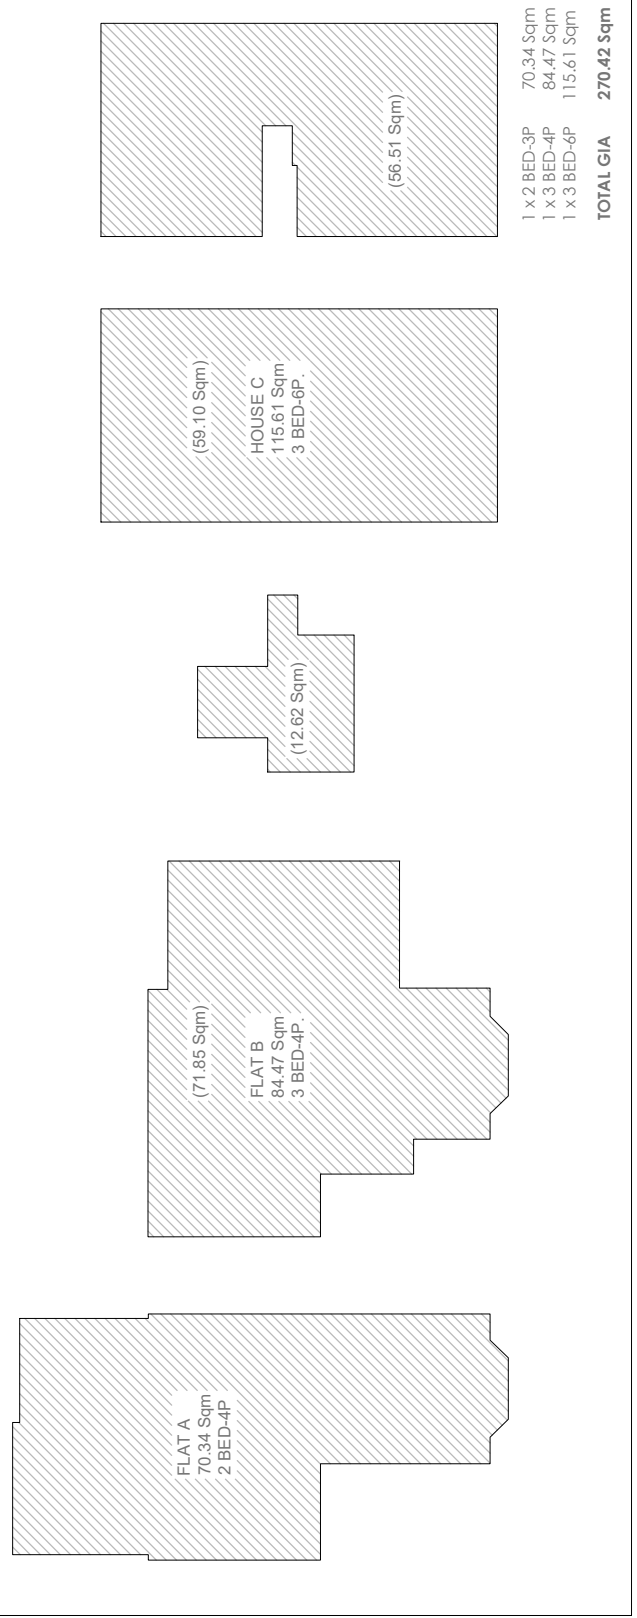 FLAT A
70.34 Sqm
2 BED-4P
(71.85 Sqm)
FLAT B
84.47 Sqm
3 BED-4P.
(12.62 Sqm)
(59.10 Sqm)
HOUSE C
115.61 Sqm
3 BED-6P.
(56.51 Sqm)
1 x 2 BED-3P 70.34 Sqm
1 x 3 BED-4P 84.47 Sqm
1 x 3 BED-6P 115.61 Sqm
TOTAL GIA 270.42 Sqm